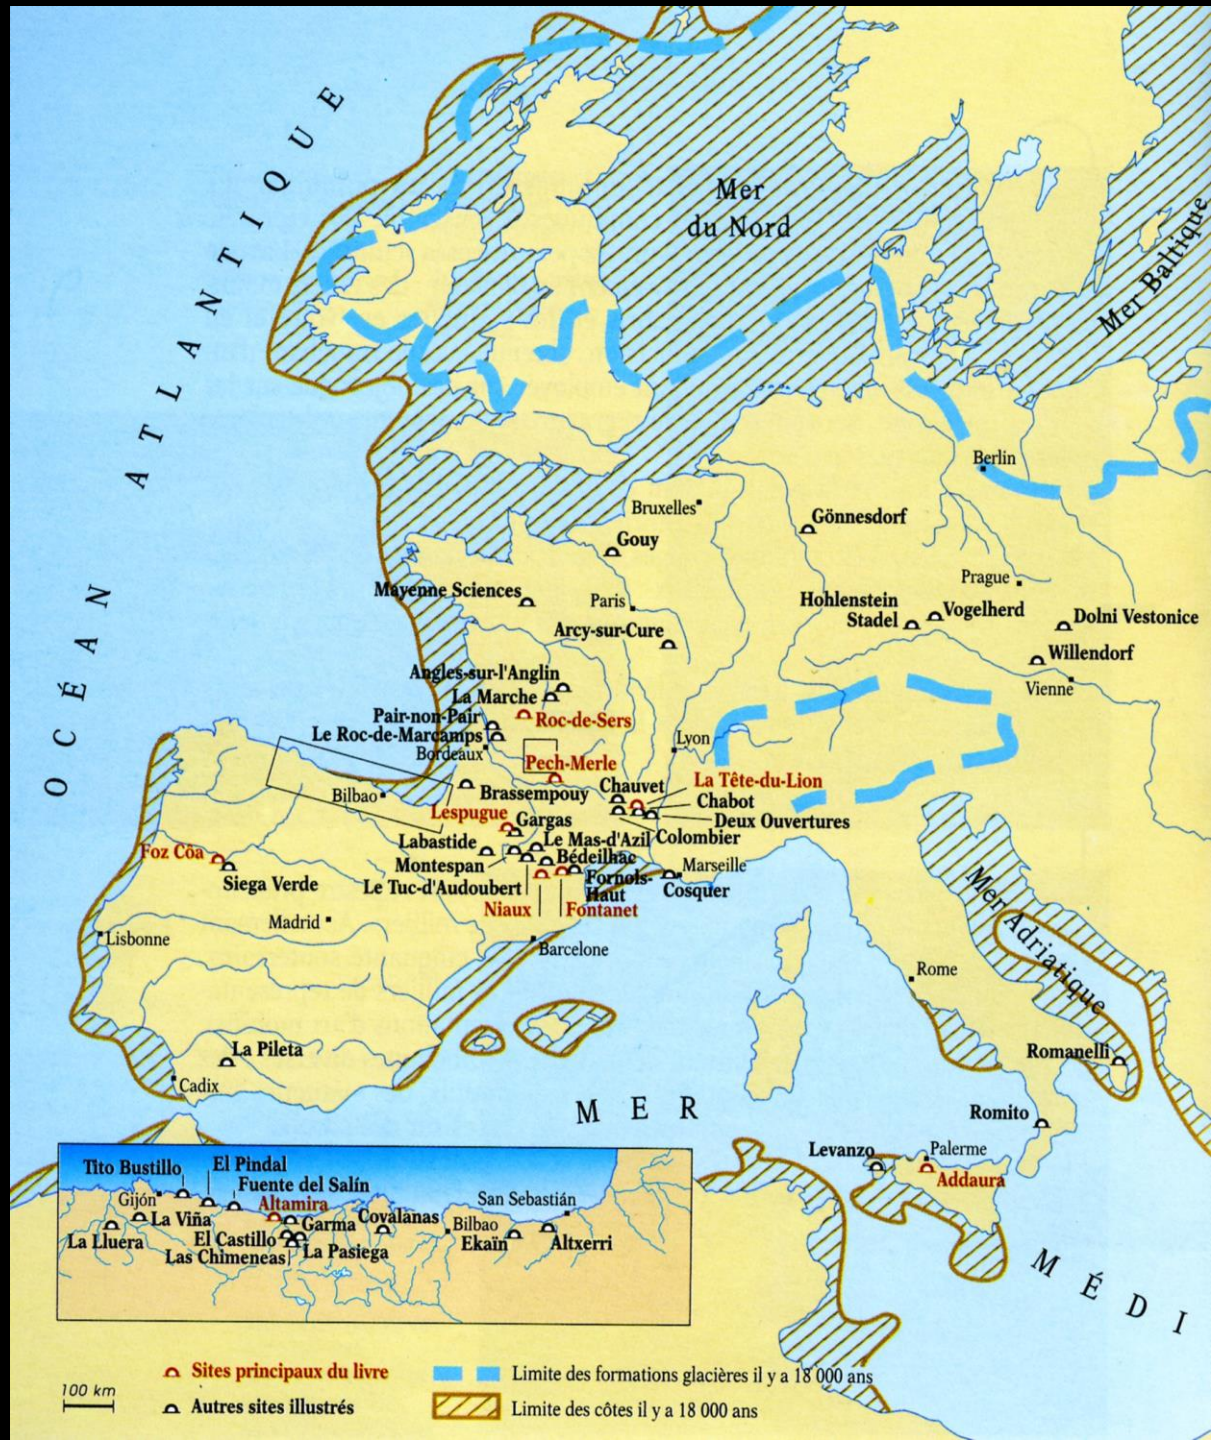 OCÉAN ATLANTIQUE
Mer
du Nord
Mer Baltique
Berlin
Bruxelles
Gönnesdorf
Gouy
Prague
Mayenne Sciences
Paris
Hohlenstein
Stadel
Vogelherd
Dolni Vestonice
Arcy-sur-Cure
Willendorf
Vienne
Angles-sur-l'Anglin
La Marche
Pair-non-Pair
Roc-de-Sers
Le Roc-de-Marcamps
Bordeaux
Lyon
Pech-Merle
Chauvet
La Tête-du-Lion
Bilbao
Brassempouy
Chabot
Lespugue
Gargas
Deux Ouvertures
Labastide
Le Mas-d'Azil
Colombier
Foz Côa
Montespan
Bédeilhac
Marseille
Siega Verde
Le Tuc-d'Audoubert
Fornols-
Haut
Cosquer
Niaux
Fontanet
Mer Adriatique
Madrid
Lisbonne
Barcelone
Rome
La Pileta
Romanelli
Cadix
MER
Romito
Levanzo
Palerme
Addaura
MÉDI
Tito Bustillo
El Pindal
Fuente del Salín
Gijón
Altamira
San Sebastián
La Viña
Garma
Covalanas
Bilbao
La Lluera
El Castillo
Ekaïn
Altxerri
Las Chimeneas
La Pasiega
Sites principaux du livre
Limite des formations glacières il y a 18 000 ans
100 km
Autres sites illustrés
Limite des côtes il y a 18 000 ans